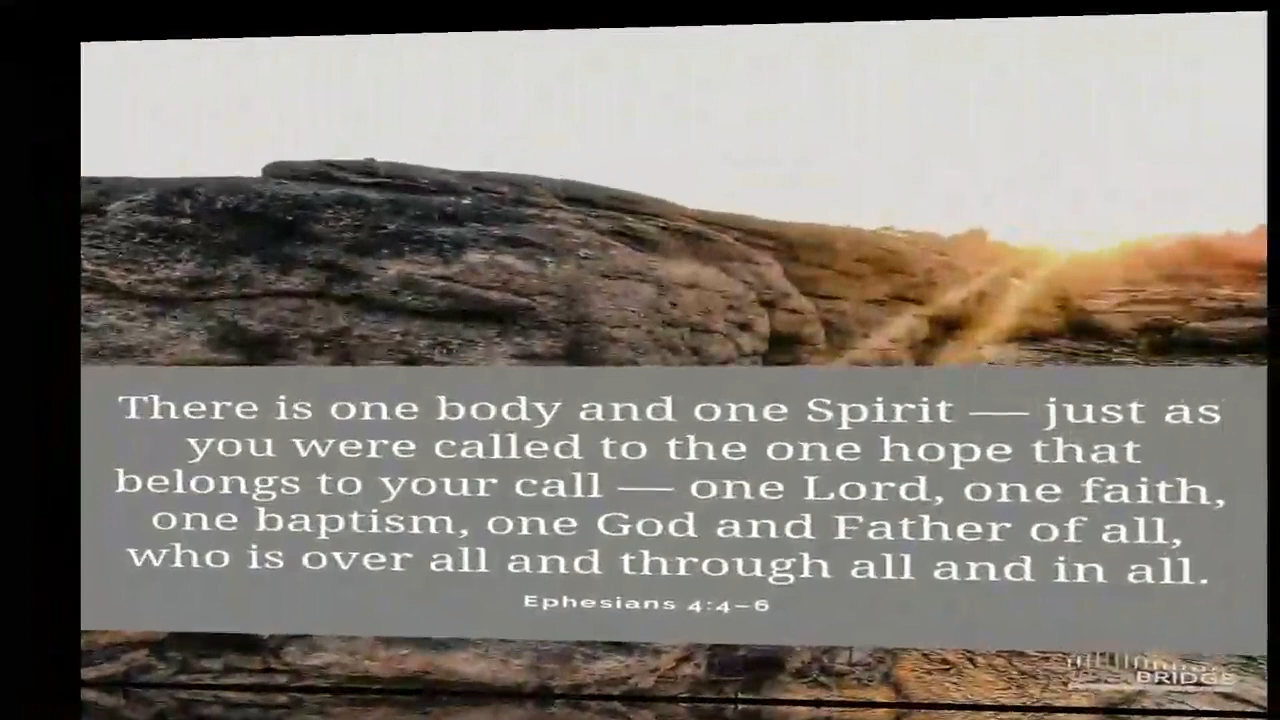 There is one body and one Spirit — just as
you were called to the one hope that
belongs to your call — one Lord, one faith,
one baptism, one God and Father of all,
who is over all and through all and in all.
Ephesians 4:4–6
BRIDGE